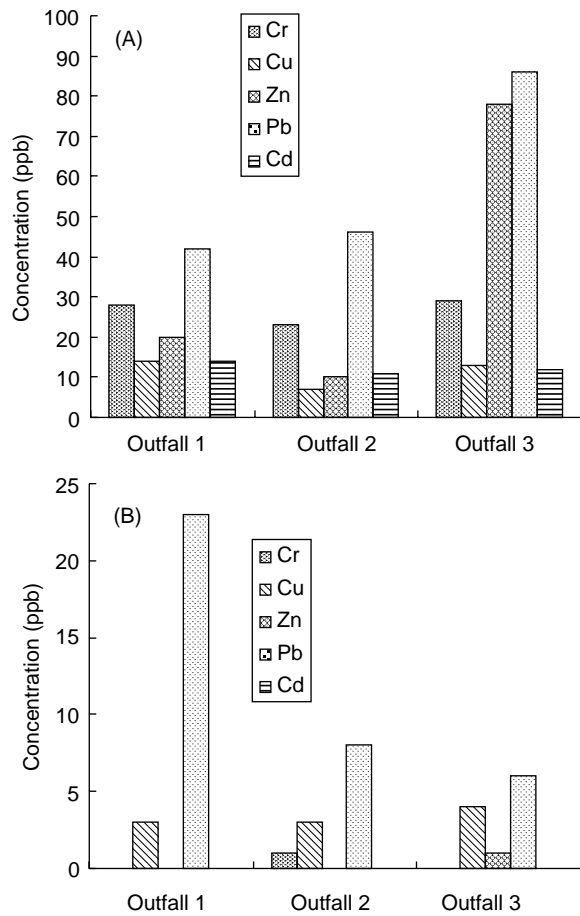 (A)
Cr
Cu
Zn
Pb
Cd
Concentration (ppb)
100
90
80
70
60
50
40
30
20
10
0
Outfall 1 Outfall 2 Outfall 3
(B)
Cr
Cu
Zn
Pb
Cd
Concentration (ppb)
25
20
15
10
5
0
Outfall 1 Outfall 2 Outfall 3